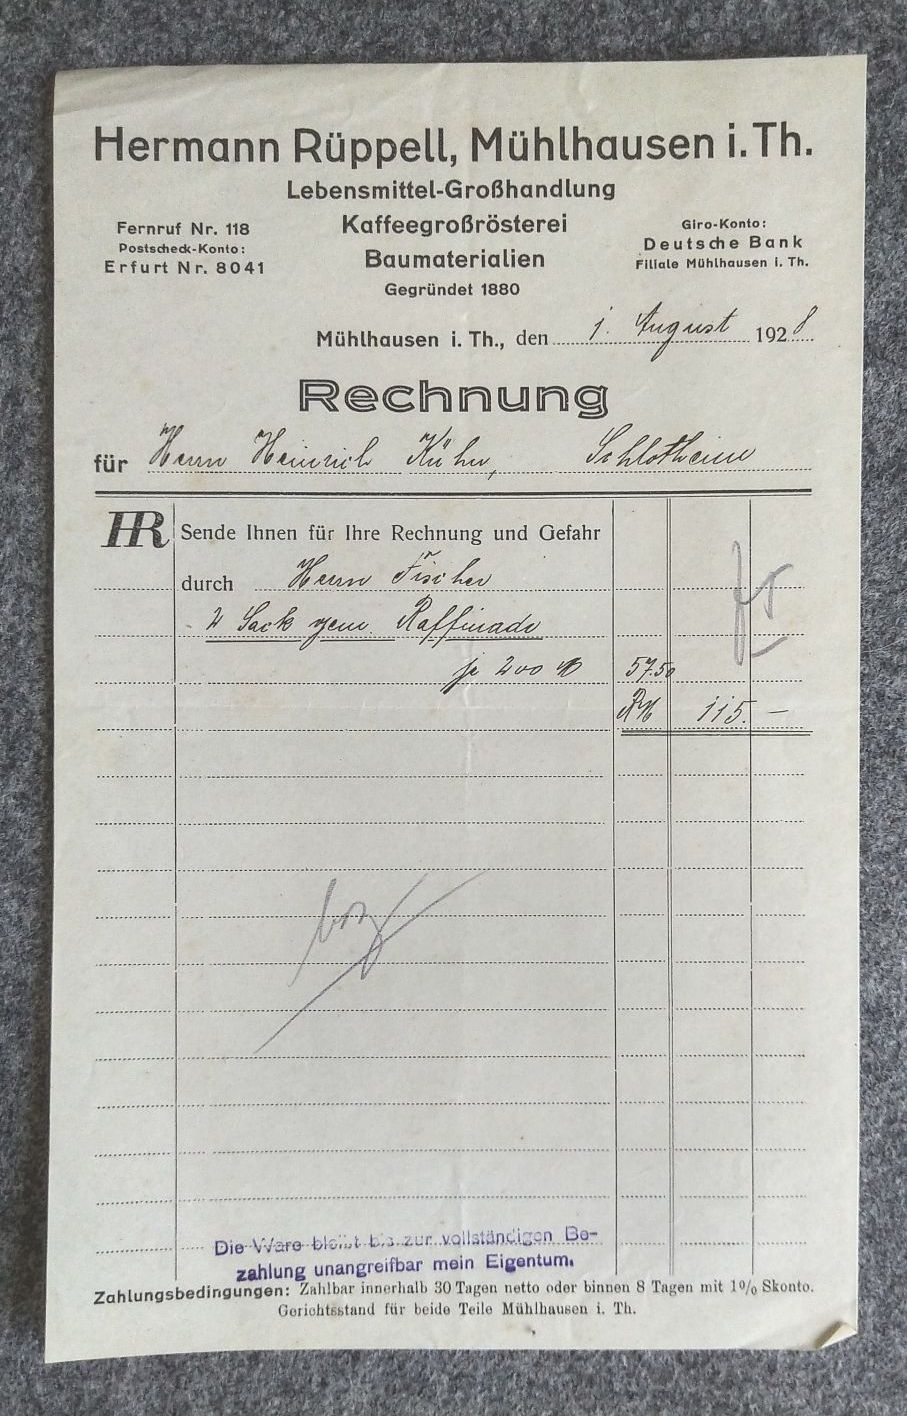 Hermann Rüppell, Mühlhausen i. Th.
Lebensmittel-Großhandlung
Kaffeegroßrösterei
Baumaterialien
Gegründet 1880
Fernruf Nr. 118
Postscheck-Konto:
Erfurt Nr. 8041
Giro-Konto:
Deutsche Bank
Filiale Mühlhausen i. Th.
Mühlhausen i. Th., den 1. August 1928
Rechnung
für Herrn Heinrich Kühn, Schlotheim
HR Sende Ihnen für Ihre Rechnung und Gefahr
durch Herrn Fischer
2 Sack gem. Raffinade
je 200 ℔ 57.50
RM 115.—
Die Ware bleibt bis zur vollständigen Be-
zahlung unangreifbar mein Eigentum.
Zahlungsbedingungen: Zahlbar innerhalb 30 Tagen netto oder binnen 8 Tagen mit 1% Skonto.
Gerichtsstand für beide Teile Mühlhausen i. Th.